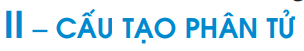 II – CẤU TẠO PHÂN TỬ